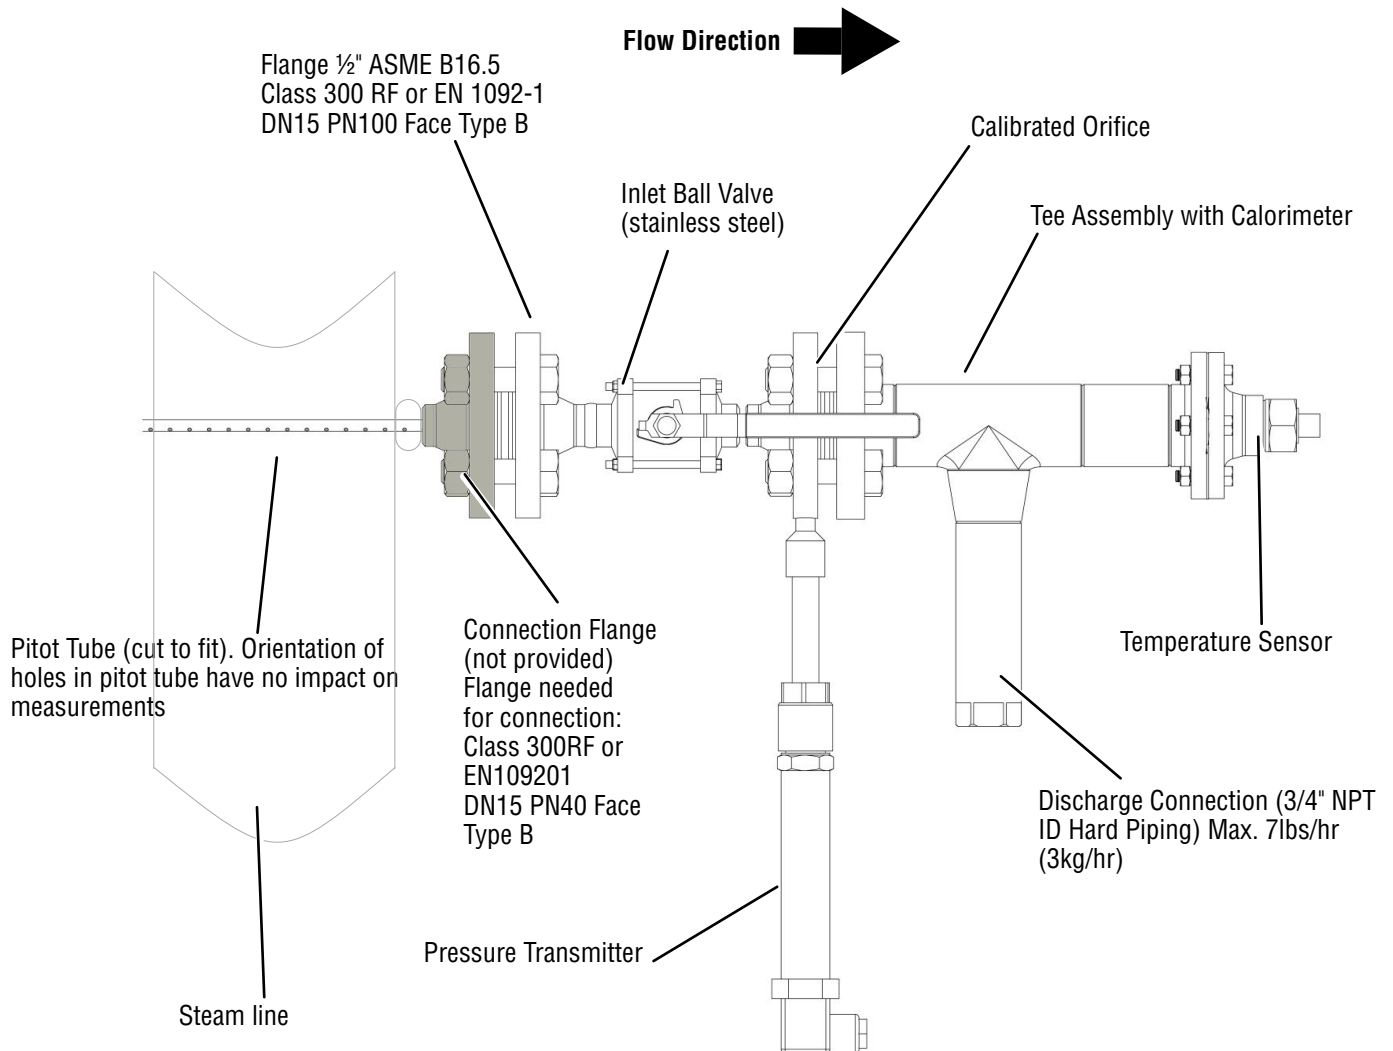 Flow Direction
Flange ½" ASME B16.5
Class 300 RF or EN 1092-1
DN15 PN100 Face Type B
Calibrated Orifice
Inlet Ball Valve
(stainless steel)
Tee Assembly with Calorimeter
Pitot Tube (cut to fit). Orientation of
holes in pitot tube have no impact on
measurements
Connection Flange
(not provided)
Flange needed
for connection:
Class 300RF or
EN109201
DN15 PN40 Face
Type B
Temperature Sensor
Discharge Connection (3/4" NPT
ID Hard Piping) Max. 7lbs/hr
(3kg/hr)
Pressure Transmitter
Steam line